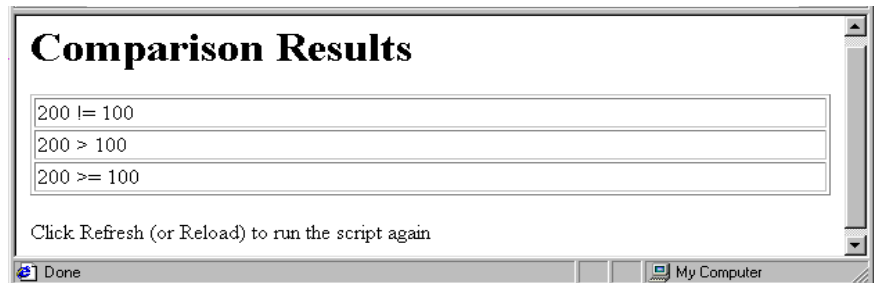 Comparison Results
200 != 100
200 > 100
200 >= 100
Click Refresh (or Reload) to run the script again
Done
My Computer